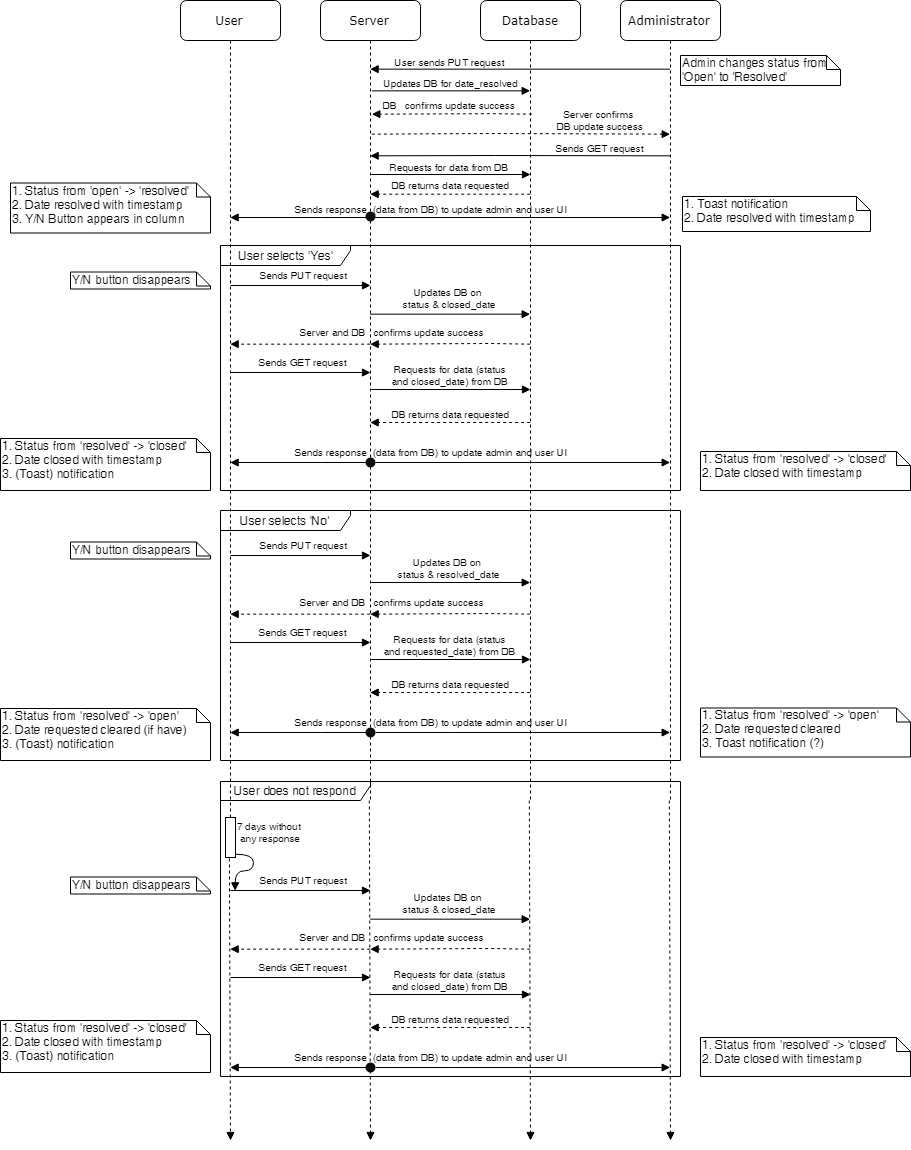 User
Server
Database
Administrator
User sends PUT request
Admin changes status from
'Open' to 'Resolved'
Updates DB for date_resolved
DB confirms update success
Server confirms
DB update success
Sends GET request
Requests for data from DB
DB returns data requested
1. Status from 'open' -> 'resolved'
2. Date resolved with timestamp
3. Y/N Button appears in column
Sends response (data from DB) to update admin and user UI
1. Toast notification
2. Date resolved with timestamp
User selects 'Yes'
Y/N button disappears
Sends PUT request
Updates DB on
status & closed_date
Server and DB confirms update success
Sends GET request
Requests for data (status
and closed_date) from DB
DB returns data requested
1. Status from 'resolved' -> 'closed'
2. Date closed with timestamp
3. (Toast) notification
Sends response (data from DB) to update admin and user UI
1. Status from 'resolved' -> 'closed'
2. Date closed with timestamp
User selects 'No'
Y/N button disappears
Sends PUT request
Updates DB on
status & resolved_date
Server and DB confirms update success
Sends GET request
Requests for data (status
and requested_date) from DB
DB returns data requested
1. Status from 'resolved' -> 'open'
2. Date requested cleared (if have)
3. (Toast) notification
Sends response (data from DB) to update admin and user UI
1. Status from 'resolved' -> 'open'
2. Date requested cleared
3. Toast notification (?)
User does not respond
7 days without
any response
Y/N button disappears
Sends PUT request
Updates DB on
status & closed_date
Server and DB confirms update success
Sends GET request
Requests for data (status
and closed_date) from DB
DB returns data requested
1. Status from 'resolved' -> 'closed'
2. Date closed with timestamp
3. (Toast) notification
Sends response (data from DB) to update admin and user UI
1. Status from 'resolved' -> 'closed'
2. Date closed with timestamp